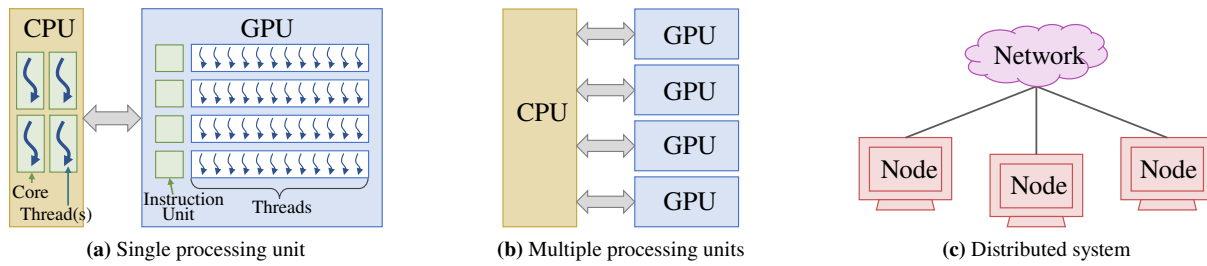 CPU
GPU
Core
Thread(s)
Instruction
Unit
Threads
(a) Single processing unit
CPU
GPU
GPU
GPU
GPU
(b) Multiple processing units
Network
Node
Node
Node
(c) Distributed system